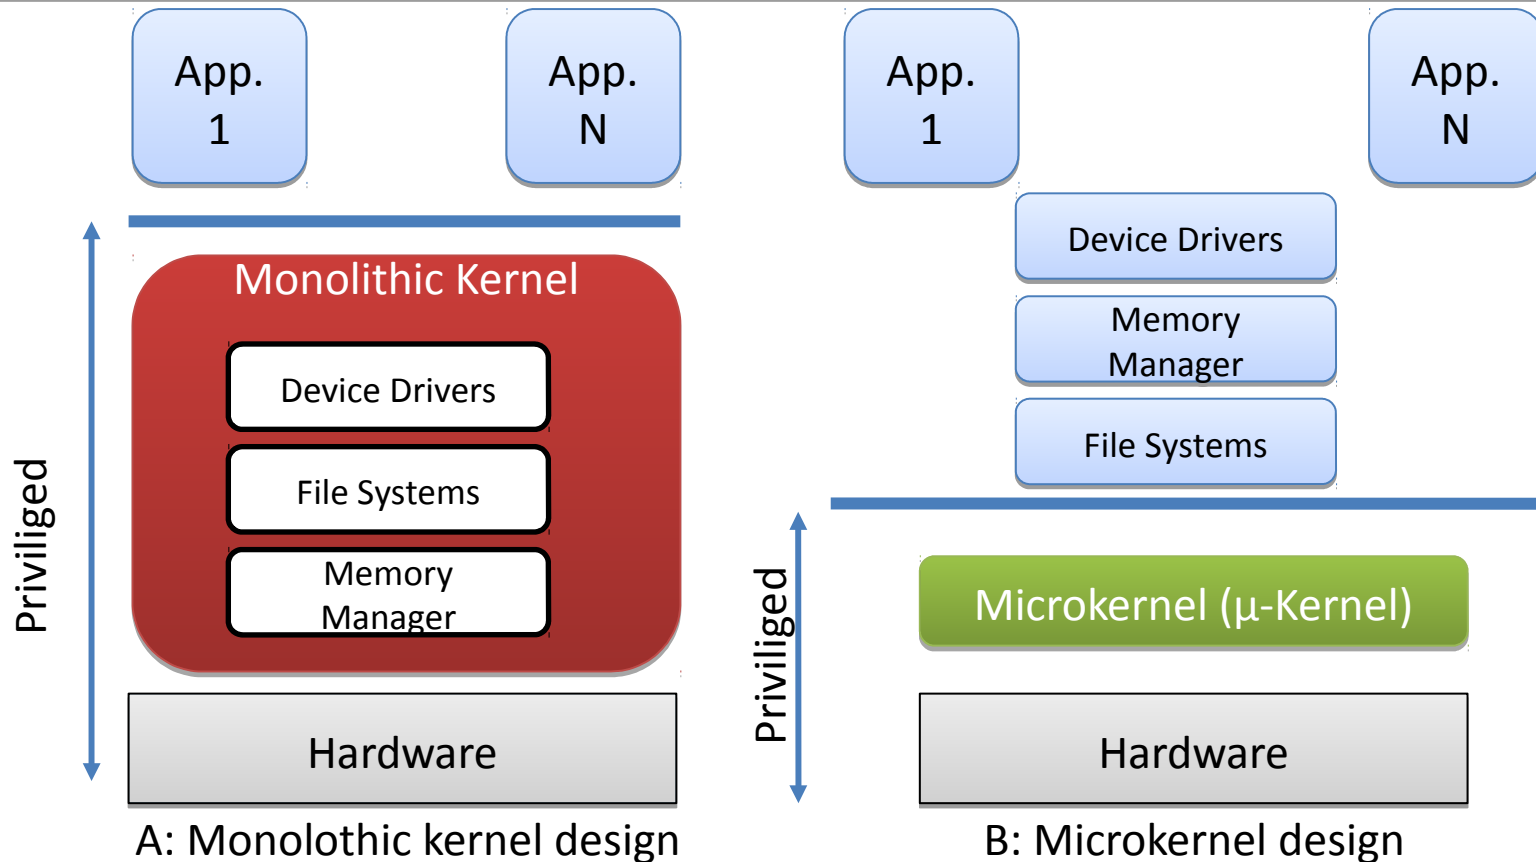 App.
1
App.
N
Priviliged
Monolithic Kernel
Device Drivers
File Systems
Memory
Manager
Hardware
A: Monolothic kernel design
App.
1
App.
N
Device Drivers
Memory
Manager
File Systems
Priviliged
Microkernel (μ-Kernel)
Hardware
B: Microkernel design